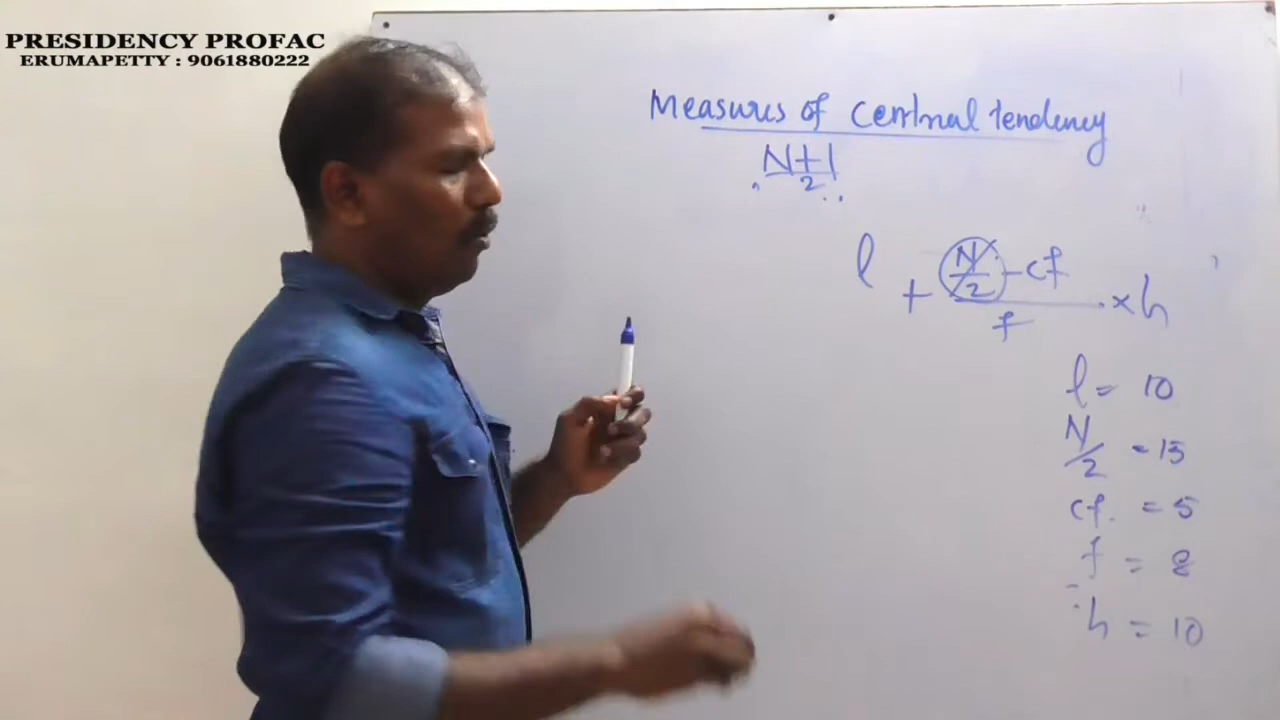 PRESIDENCY PROFAC
ERUMAPETTY : 9061880222
Measures of Central tendency
N+1
2
l + N/2 - cf × h
f
l = 10
N/2 = 15
cf. = 5
f = 8
h = 10